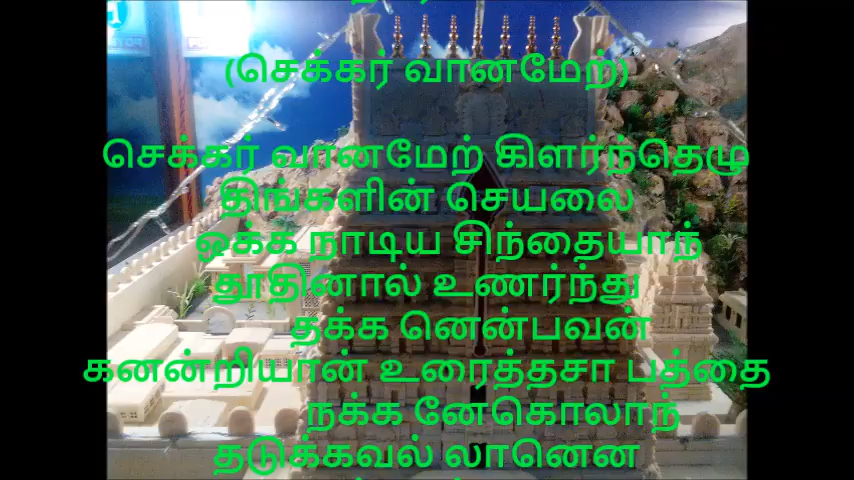 (செக்கர் வானமேற்)
செக்கர் வானமேற் கிளர்ந்தெழு
திங்களின் செயலை
ஒக்க நாடிய சிந்தையாந்
தூதினால் உணர்ந்து
தக்க னென்பவன்
கனன்றியான் உரைத்தசா பத்தை
நக்க னேகொலாந்
தடுக்கவல் லானென